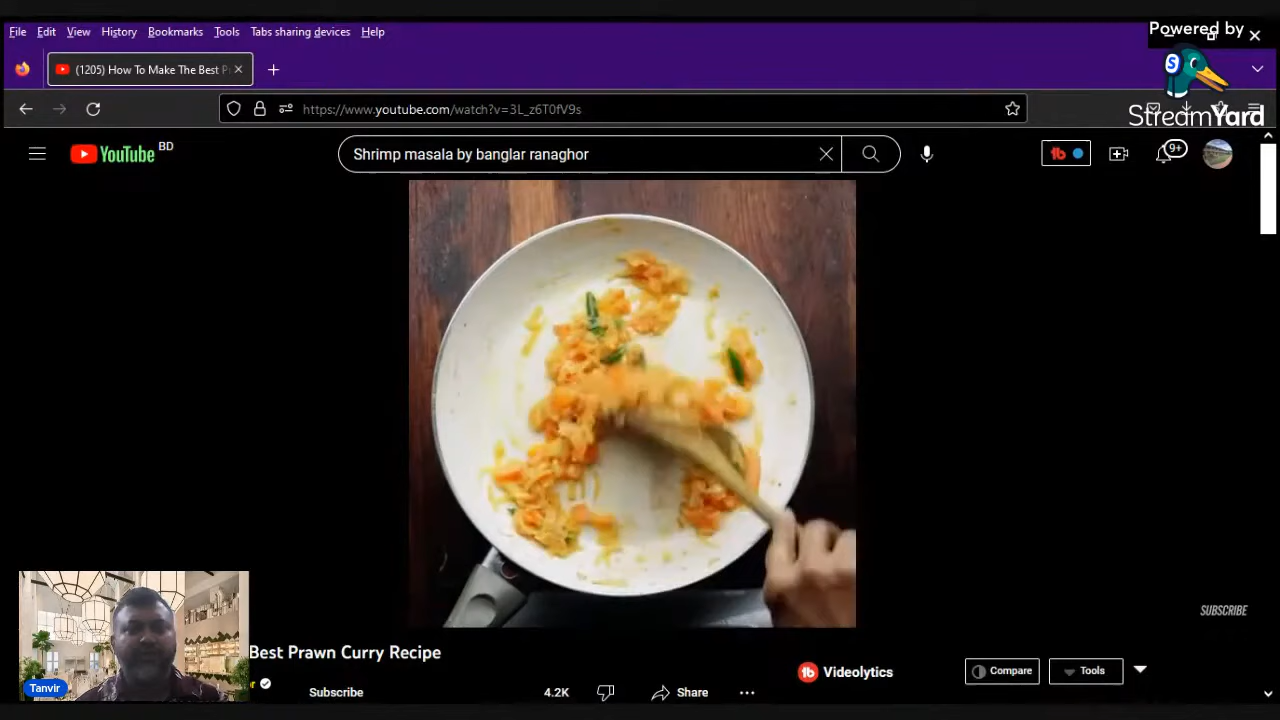 File Edit View History Bookmarks Tools Tabs sharing devices Help
Powered by
StreamYard
(1205) How To Make The Best P
https://www.youtube.com/watch?v=3L_z6T0fV9s
YouTube BD
Shrimp masala by banglar ranaghor
tb
9+
SUBSCRIBE
Best Prawn Curry Recipe
tb Videolytics
Compare
Tools
Tanvir
r
Subscribe
4.2K
Share